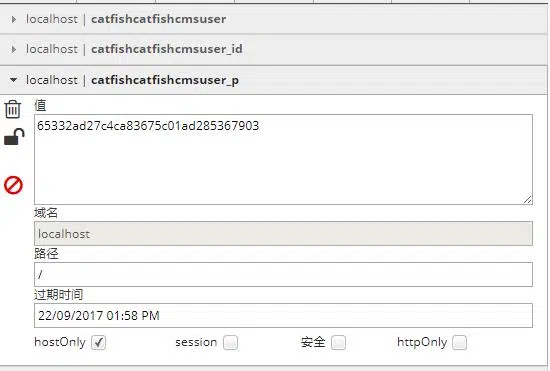 localhost | catfishcatfishcmsuser
localhost | catfishcatfishcmsuser_id
localhost | catfishcatfishcmsuser_p
值
65332ad27c4ca83675c01ad285367903
域名
localhost
路径
/
过期时间
22/09/2017 01:58 PM
hostOnly session 安全 httpOnly